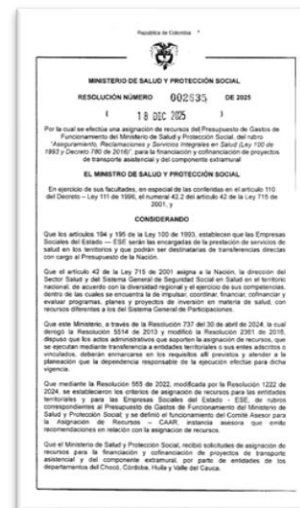 República de Colombia
MINISTERIO DE SALUD Y PROTECCIÓN SOCIAL
RESOLUCIÓN NÚMERO 002635 DE 2025
( 18 DIC 2025 )
Por la cual se efectúa una asignación de recursos del Presupuesto de Gastos de
Funcionamiento del Ministerio de Salud y Protección Social, del rubro
"Aseguramiento, Reclamaciones y Servicios Integrales en Salud (Ley 100 de
1993 y Decreto 780 de 2016)", para la financiación y cofinanciación de proyectos
de transporte asistencial y del componente extramural
EL MINISTRO DE SALUD Y PROTECCIÓN SOCIAL
En ejercicio de sus facultades, en especial de las conferidas en el artículo 110
del Decreto – Ley 111 de 1996, el numeral 42.2 del artículo 42 de la Ley 715 de
2001, y
CONSIDERANDO
Que los artículos 194 y 195 de la Ley 100 de 1993, establecen que las Empresas
Sociales del Estado — ESE serán las encargadas de la prestación de servicios de
salud en los territorios y que podrán ser destinatarias de transferencias directas
con cargo al Presupuesto de la Nación.
Que el artículo 42 de la ley 715 de 2001 asigna a la Nación, la dirección del
Sector Salud y del Sistema General de Seguridad Social en Salud en el territorio
nacional, de acuerdo con la diversidad regional y el ejercicio de sus competencias,
dentro de las cuales se encuentra la de impulsar, coordinar, financiar, cofinanciar y
evaluar programas, planes y proyectos de inversión en materia de salud, con
recursos diferentes a los del Sistema General de Participaciones.
Que este Ministerio, a través de la Resolución 737 del 30 de abril de 2024, la cual
derogó la Resolución 5514 de 2013 y modificó la Resolución 2361 de 2016,
dispuso que los actos administrativos que soporten la asignación de recursos, que
se ejecutan mediante transferencia a entidades territoriales o sus entes adscritos o
vinculados, deberán enmarcarse en los requisitos allí previstos y atender a la
planeación que la dependencia responsable de la ejecución efectúe para dicha
vigencia.
Que mediante la Resolución 565 de 2022, modificada por la Resolución 1222 de
2024, se establecieron los criterios de asignación de recursos para las entidades
territoriales y para las Empresas Sociales del Estado - ESE, de rubros
correspondientes al Presupuesto de Gastos de Funcionamiento del Ministerio de
Salud y Protección Social; y se definió el funcionamiento del Comité Asesor para
la Asignación de Recursos – CAAR, instancia asesora que emite
recomendaciones en relación con la asignación de recursos.
Que el Ministerio de Salud y Protección Social, recibió solicitudes de asignación de
recursos para la financiación y cofinanciación de proyectos de transporte
asistencial y del componente extramural, por parte de entidades de los
departamentos del Chocó, Córdoba, Huila y Valle del Cauca.